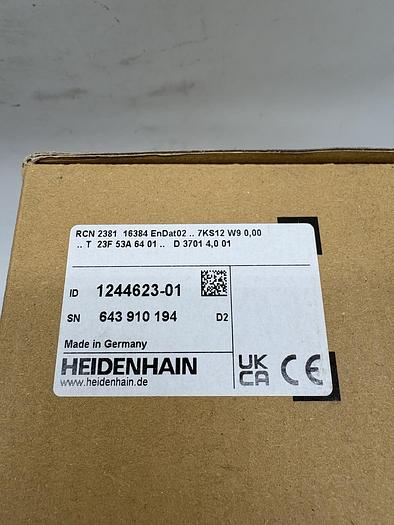 RCN 2381 16384 EnDat02 .. 7KS12 W9 0,00
.. T 23F 53A 64 01 .. D 3701 4,0 01
ID 1244623-01
SN 643 910 194 D2
Made in Germany
HEIDENHAIN
www.heidenhain.de
UK
CA CE